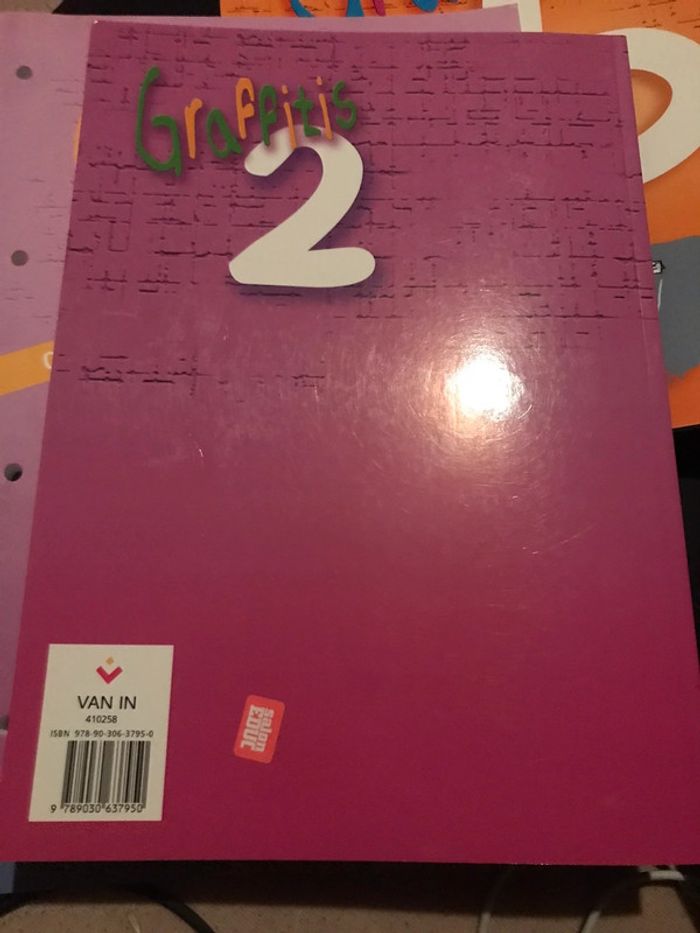 Graffitis
2
VAN IN
410258
ISBN 978-90-306-3795-0
9 789030 637950
salon
EDUC